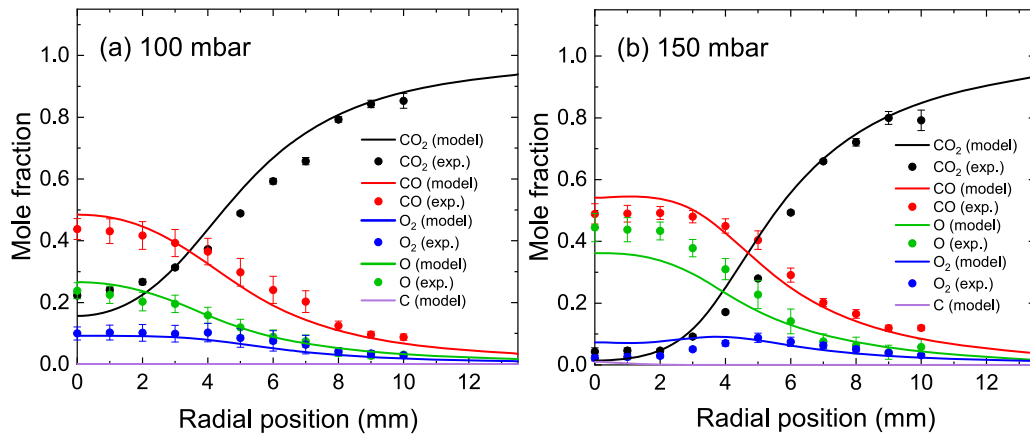 (a) 100 mbar
Mole fraction
1.0
0.8
0.6
0.4
0.2
0.0
CO₂ (model)
CO₂ (exp.)
CO (model)
CO (exp.)
O₂ (model)
O₂ (exp.)
O (model)
O (exp.)
C (model)
0 2 4 6 8 10 12
Radial position (mm)
(b) 150 mbar
Mole fraction
1.0
0.8
0.6
0.4
0.2
0.0
CO₂ (model)
CO₂ (exp.)
CO (model)
CO (exp.)
O (model)
O (exp.)
O₂ (model)
O₂ (exp.)
C (model)
0 2 4 6 8 10 12
Radial position (mm)